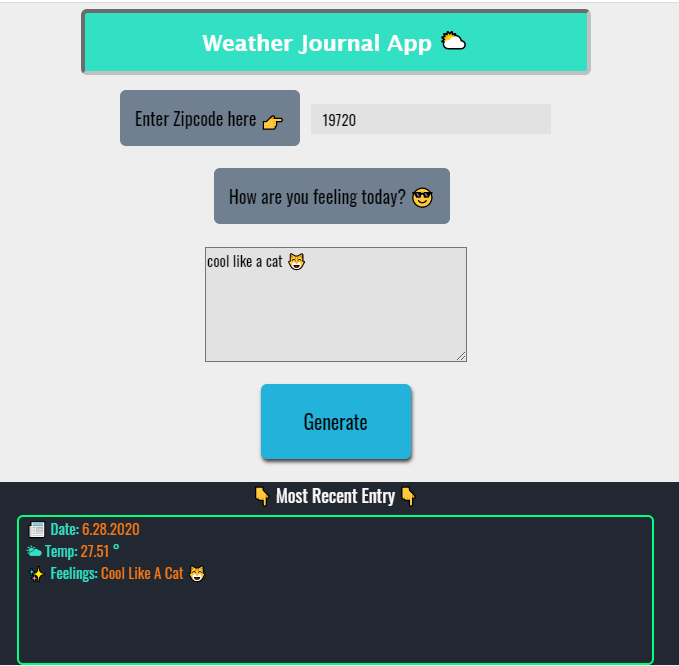 Weather Journal App ⛅
Enter Zipcode here 👉 19720
How are you feeling today? 😎
cool like a cat 😸
Generate
👇 Most Recent Entry 👇
📰 Date: 6.28.2020
🌥 Temp: 27.51 °
✨ Feelings: Cool Like A Cat 😸